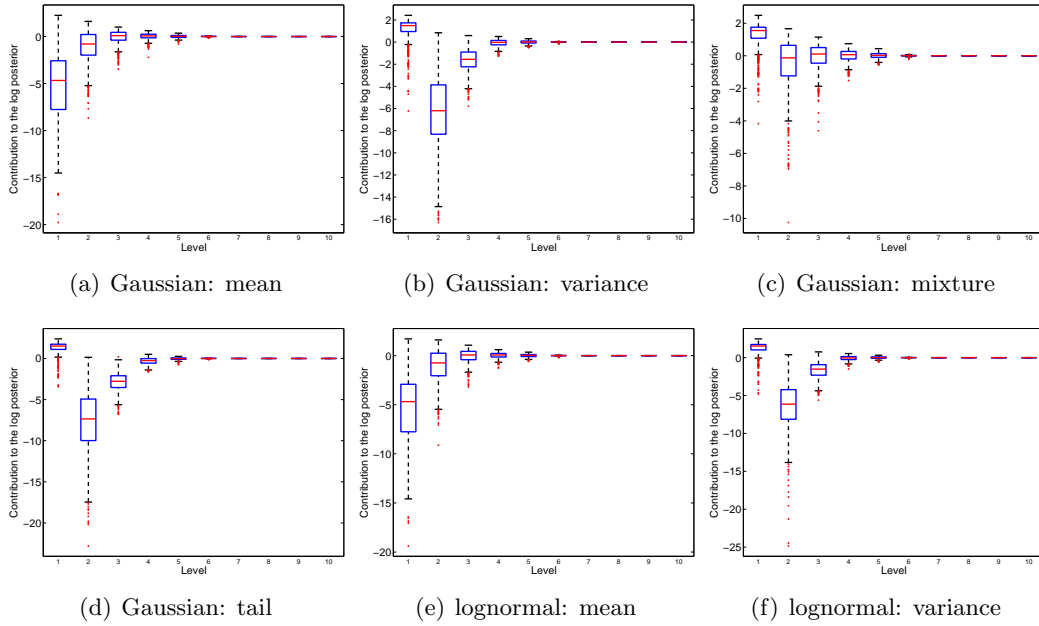 Contribution to the log posterior
0
−5
−10
−15
−20
1 2 3 4 5 6 7 8 9 10
Level
(a) Gaussian: mean
Contribution to the log posterior
2
0
−2
−4
−6
−8
−10
−12
−14
−16
1 2 3 4 5 6 7 8 9 10
Level
(b) Gaussian: variance
Contribution to the log posterior
2
0
−2
−4
−6
−8
−10
1 2 3 4 5 6 7 8 9 10
Level
(c) Gaussian: mixture
Contribution to the log posterior
0
−5
−10
−15
−20
1 2 3 4 5 6 7 8 9 10
Level
(d) Gaussian: tail
Contribution to the log posterior
0
−5
−10
−15
−20
1 2 3 4 5 6 7 8 9 10
Level
(e) lognormal: mean
Contribution to the log posterior
0
−5
−10
−15
−20
−25
1 2 3 4 5 6 7 8 9 10
Level
(f) lognormal: variance